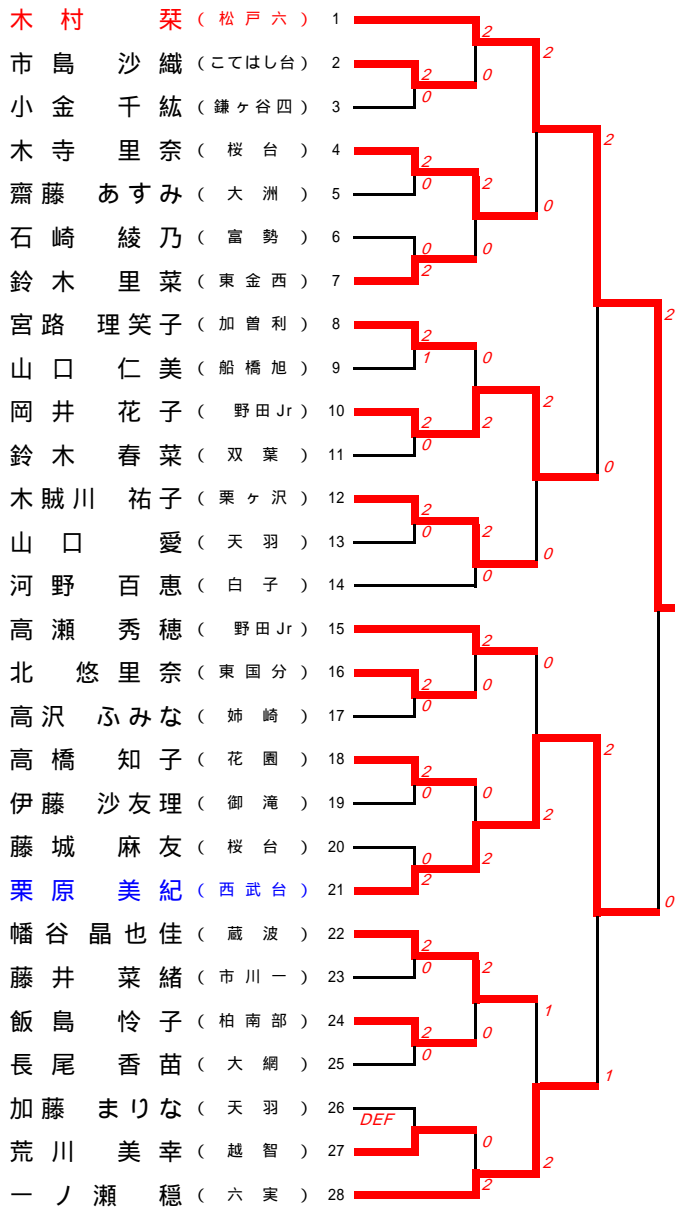 木村 栞 (松戸六) 1
市島 沙織 (こてはし台) 2
小金 千紘 (鎌ヶ谷四) 3
木寺 里奈 (桜台) 4
齋藤 あすみ (大洲) 5
石崎 綾乃 (富勢) 6
鈴木 里菜 (東金西) 7
宮路 理笑子 (加曽利) 8
山口 仁美 (船橋旭) 9
岡井 花子 (野田Jr) 10
鈴木 春菜 (双葉) 11
木賊川 祐子 (栗ヶ沢) 12
山口 愛 (天羽) 13
河野 百恵 (白子) 14
高瀬 秀穂 (野田Jr) 15
北 悠里奈 (東国分) 16
高沢 ふみな (姉崎) 17
高橋 知子 (花園) 18
伊藤 沙友理 (御滝) 19
藤城 麻友 (桜台) 20
栗原 美紀 (西武台) 21
幡谷 晶也佳 (蔵波) 22
藤井 菜緒 (市川一) 23
飯島 怜子 (柏南部) 24
長尾 香苗 (大網) 25
加藤 まりな (天羽) 26
荒川 美幸 (越智) 27
一ノ瀬 穏 (六実) 28
2 0
2 0
2 0
0 2
2 1
2 0
2 0
2 0
2 0
0 2
2 0
2 0
DEF
2 0
2 0
0 2
2 0
2 0
0 2
2 0
0 2
2 0
2 0
0 2
1 2
2 0
2 1
2 0